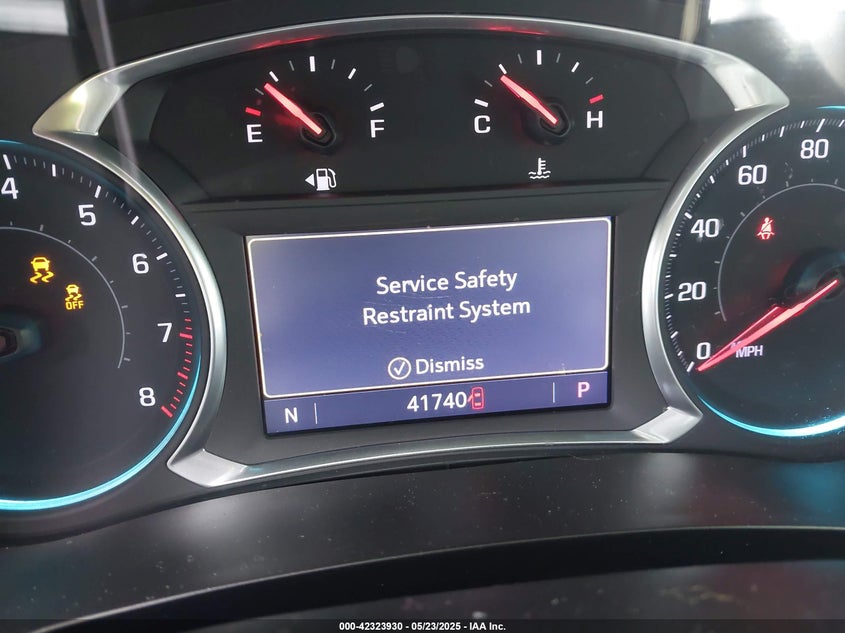 E F
C H
4
5
6
7
8
OFF
80
60
40
20
0
MPH
Service Safety
Restraint System
Dismiss
N 41740 P
000-42323930 - 05/23/2025 - IAA Inc.